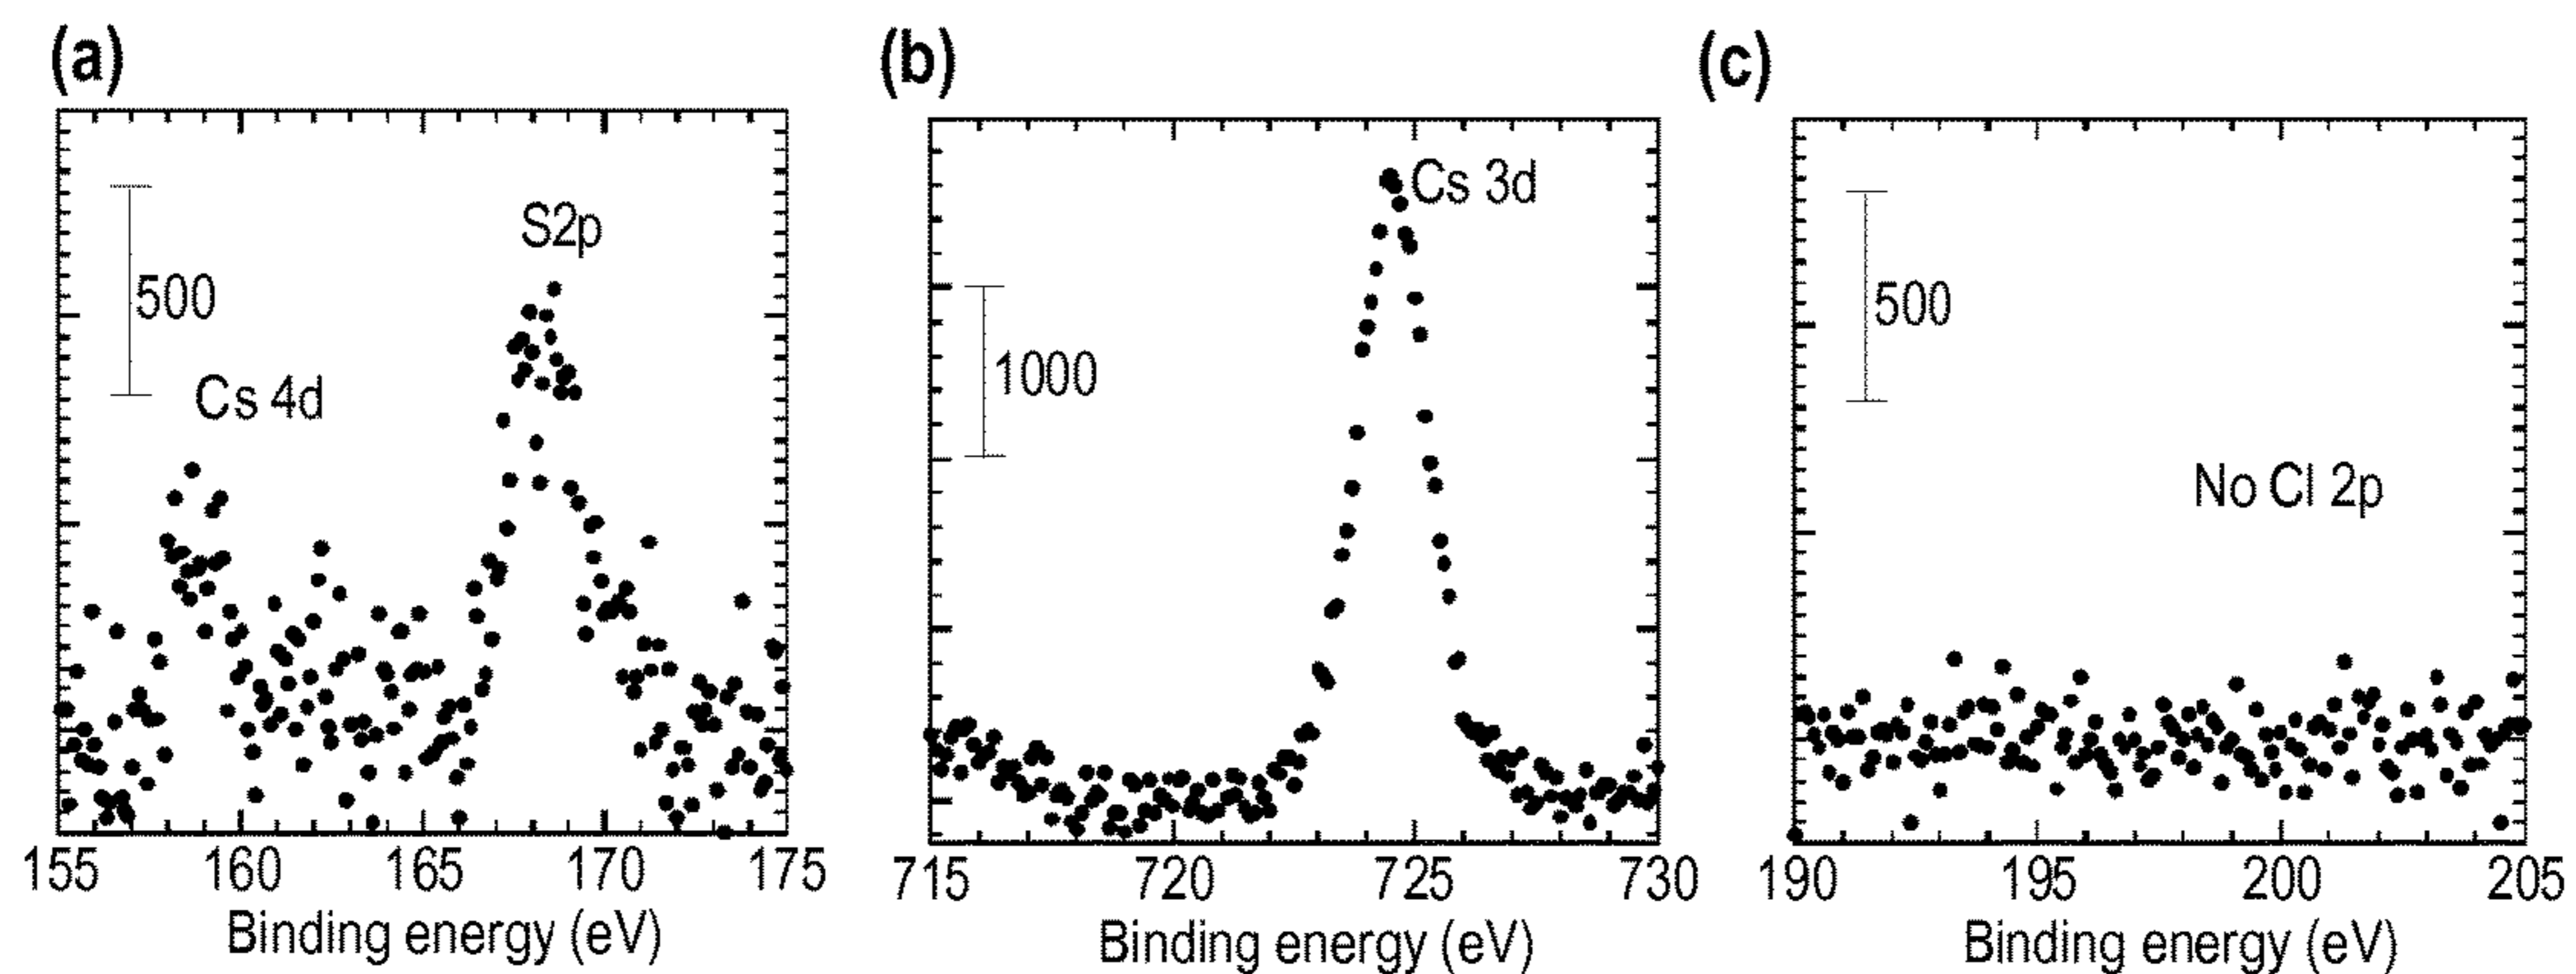 (a)
(b)
(c)
S2p
500
Cs 4d
155 160 165 170 175
Binding energy (eV)
Cs 3d
1000
715 720 725 730
Binding energy (eV)
500
No Cl 2p
190 195 200 205
Binding energy (eV)